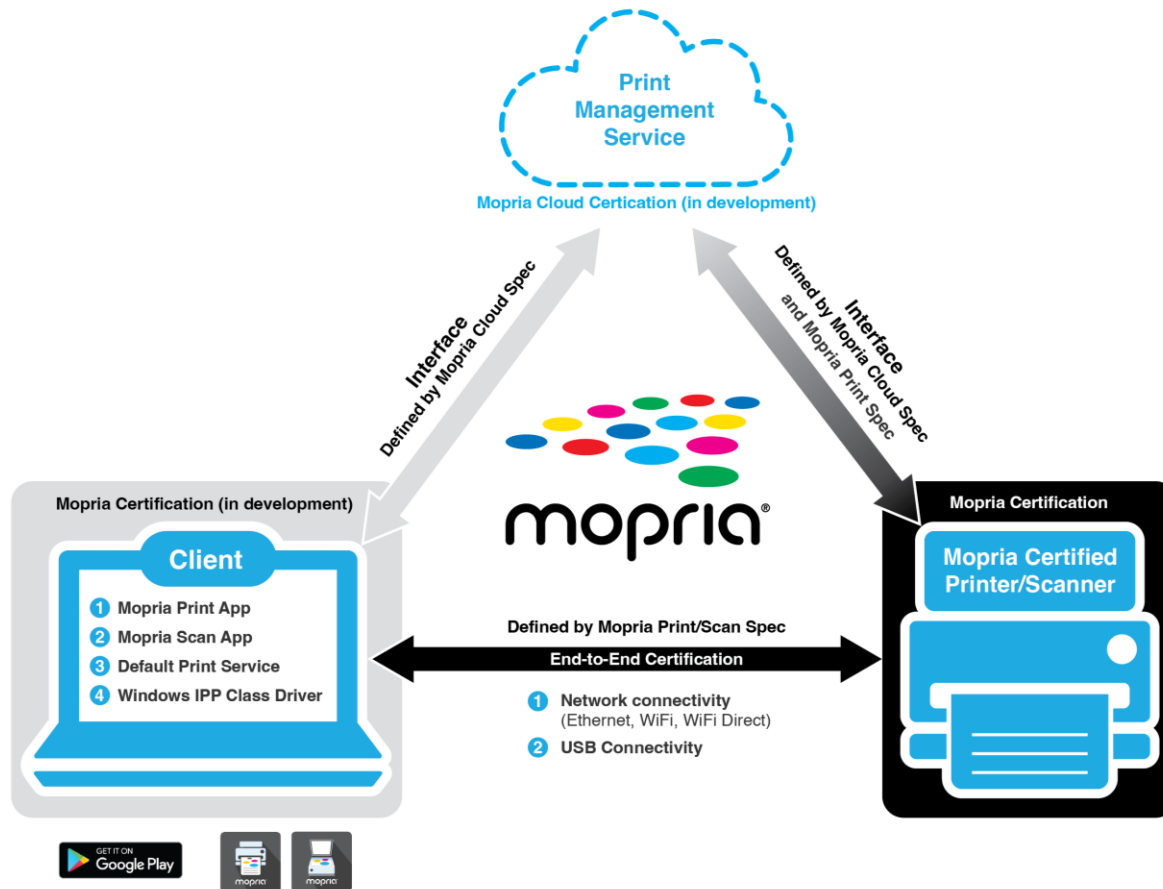 Print
Management
Service
Mopria Cloud Certication (in development)
Interface
Defined by Mopria Cloud Spec
Interface
Defined by Mopria Cloud Spec
and Mopria Print Spec
mopria®
Mopria Certification (in development)
Client
1 Mopria Print App
2 Mopria Scan App
3 Default Print Service
4 Windows IPP Class Driver
Defined by Mopria Print/Scan Spec
End-to-End Certification
1 Network connectivity
(Ethernet, WiFi, WiFi Direct)
2 USB Connectivity
Mopria Certification
Mopria Certified
Printer/Scanner
GET IT ON
Google Play
mopria
mopria